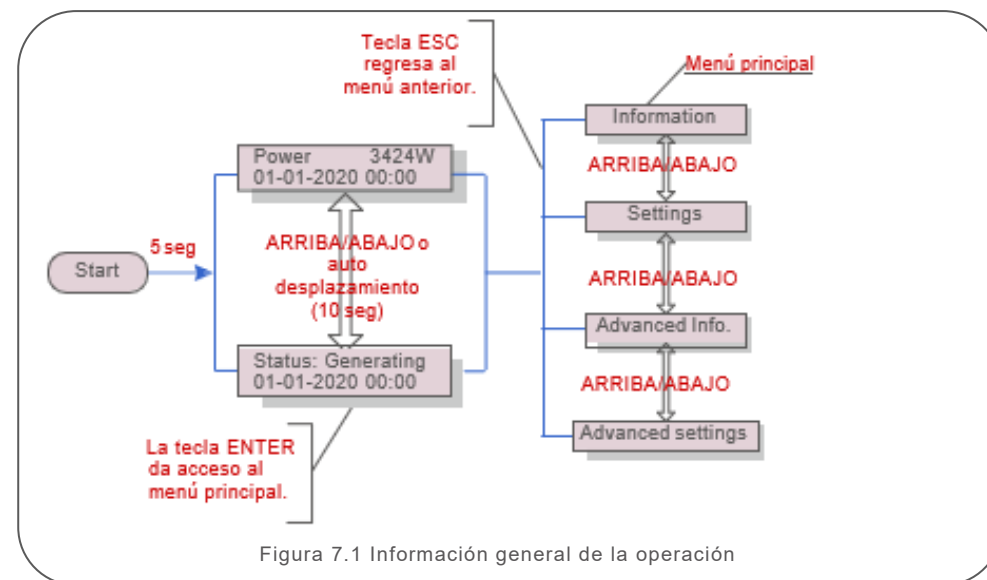 Tecla ESC
regresa al
menú anterior.
Menú principal
Information
Power 3424W
01-01-2020 00:00
ARRIBA/ABAJO
Settings
5 seg
Start
ARRIBA/ABAJO o
auto
desplazamiento
(10 seg)
ARRIBA/ABAJO
Advanced Info.
Status: Generating
01-01-2020 00:00
ARRIBA/ABAJO
Advanced settings
La tecla ENTER
da acceso al
menú principal.
Figura 7.1 Información general de la operación